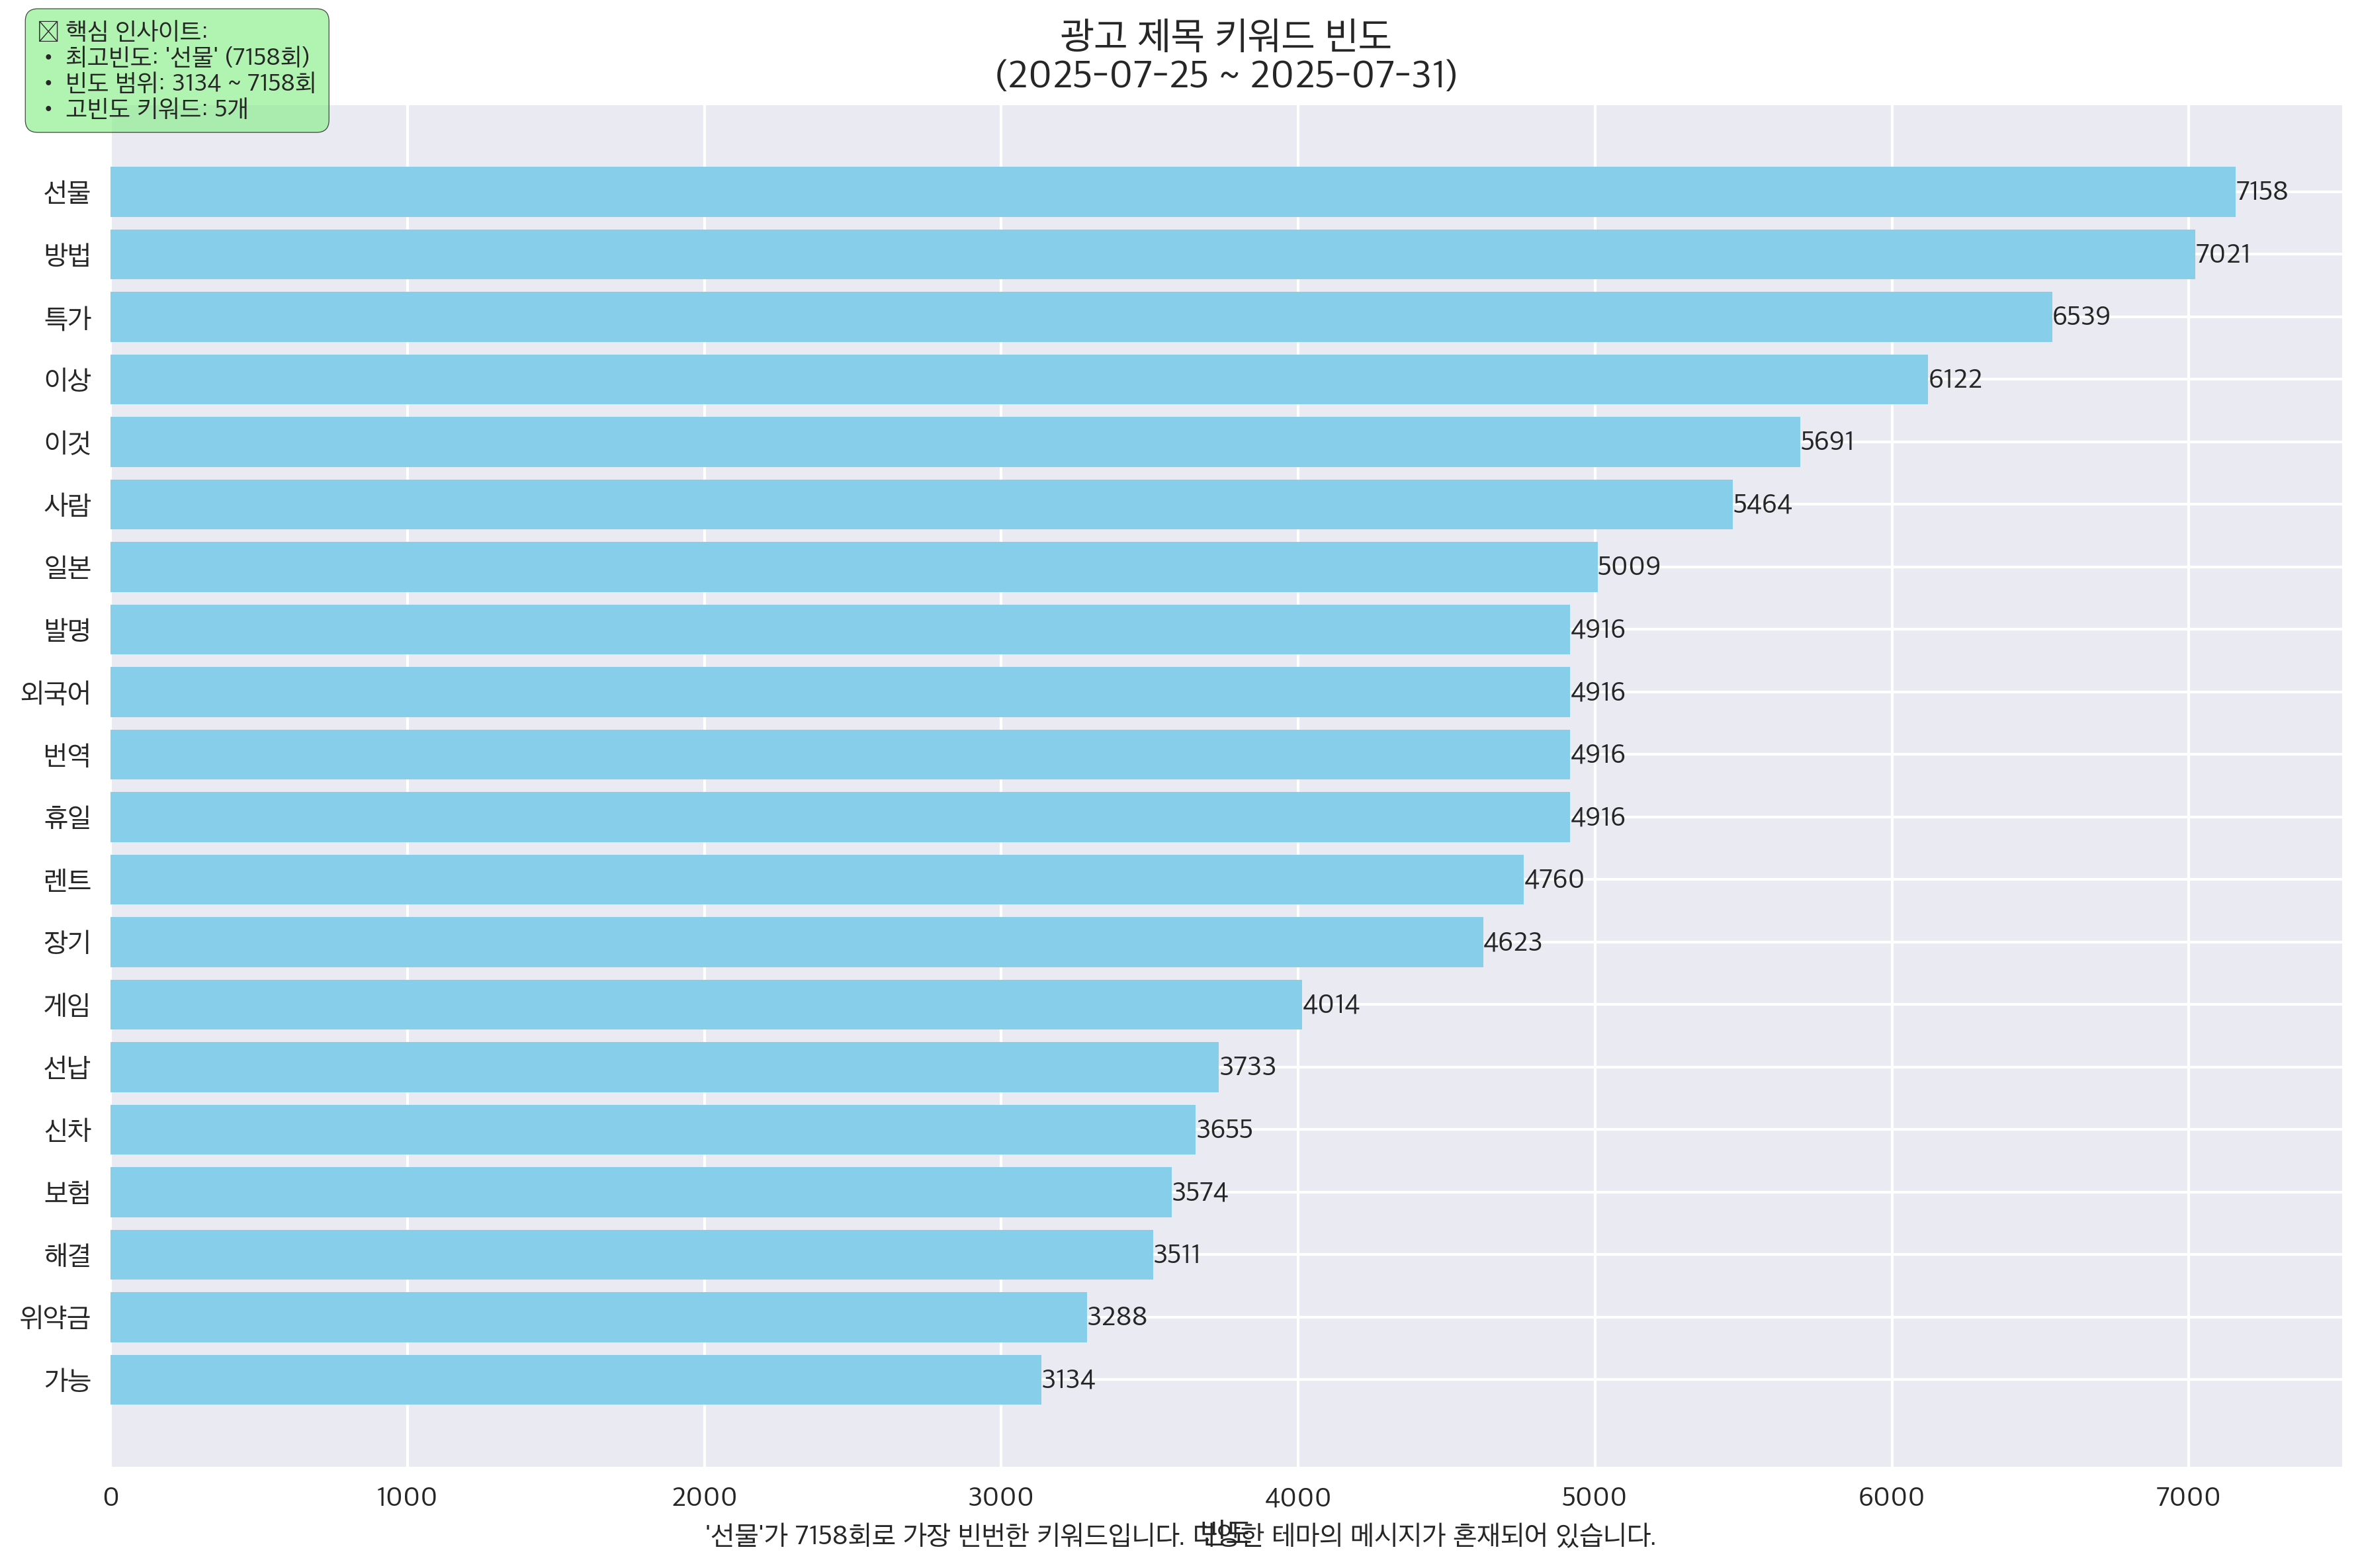 핵심 인사이트:
• 최고빈도: '선물' (7158회)
• 빈도 범위: 3134 ~ 7158회
• 고빈도 키워드: 5개
광고 제목 키워드 빈도
(2025-07-25 ~ 2025-07-31)
선물 7158
방법 7021
특가 6539
이상 6122
이것 5691
사람 5464
일본 5009
발명 4916
외국어 4916
번역 4916
휴일 4916
렌트 4760
장기 4623
게임 4014
선납 3733
신차 3655
보험 3574
해결 3511
위약금 3288
가능 3134
0 1000 2000 3000 4000 5000 6000 7000
빈도
'선물'가 7158회로 가장 빈번한 키워드입니다. 다양한 테마의 메시지가 혼재되어 있습니다.